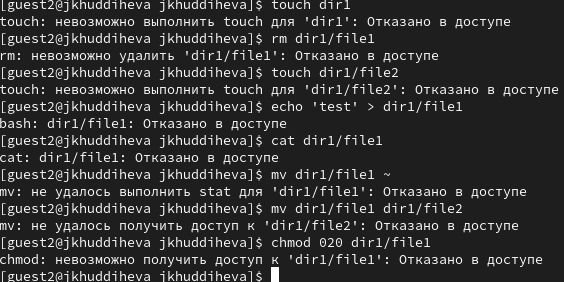 [guest2@jkhuddiheva jkhuddiheva]$ touch dir1
touch: невозможно выполнить touch для 'dir1': Отказано в доступе
[guest2@jkhuddiheva jkhuddiheva]$ rm dir1/file1
rm: невозможно удалить 'dir1/file1': Отказано в доступе
[guest2@jkhuddiheva jkhuddiheva]$ touch dir1/file2
touch: невозможно выполнить touch для 'dir1/file2': Отказано в доступе
[guest2@jkhuddiheva jkhuddiheva]$ echo 'test' > dir1/file1
bash: dir1/file1: Отказано в доступе
[guest2@jkhuddiheva jkhuddiheva]$ cat dir1/file1
cat: dir1/file1: Отказано в доступе
[guest2@jkhuddiheva jkhuddiheva]$ mv dir1/file1 ~
mv: не удалось выполнить stat для 'dir1/file1': Отказано в доступе
[guest2@jkhuddiheva jkhuddiheva]$ mv dir1/file1 dir1/file2
mv: не удалось получить доступ к 'dir1/file2': Отказано в доступе
[guest2@jkhuddiheva jkhuddiheva]$ chmod 020 dir1/file1
chmod: невозможно получить доступ к 'dir1/file1': Отказано в доступе
[guest2@jkhuddiheva jkhuddiheva]$